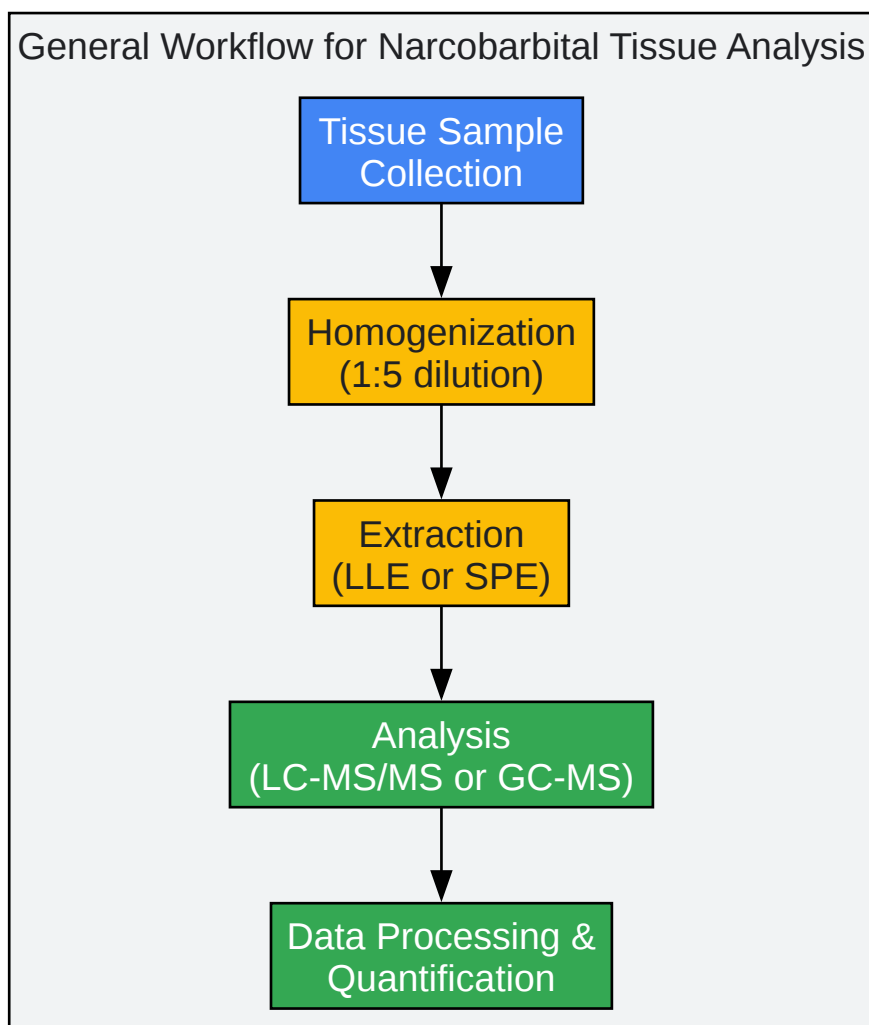 General Workflow for Narcobarbital Tissue Analysis
Tissue Sample
Collection
Homogenization
(1:5 dilution)
Extraction
(LLE or SPE)
Analysis
(LC-MS/MS or GC-MS)
Data Processing &
Quantification